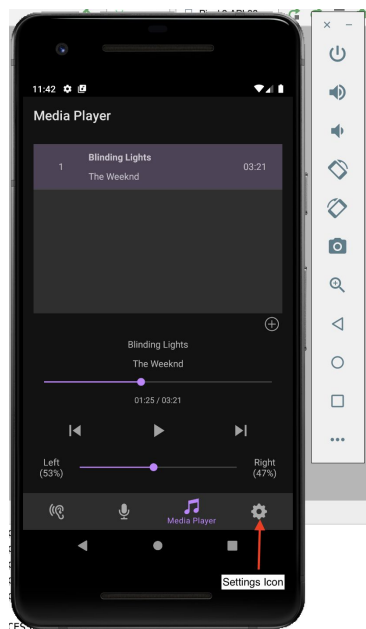 11:42
Media Player
1
Blinding Lights
The Weeknd
03:21
Blinding Lights
The Weeknd
01:25 / 03:21
Left
(53%)
Right
(47%)
Media Player
Settings Icon